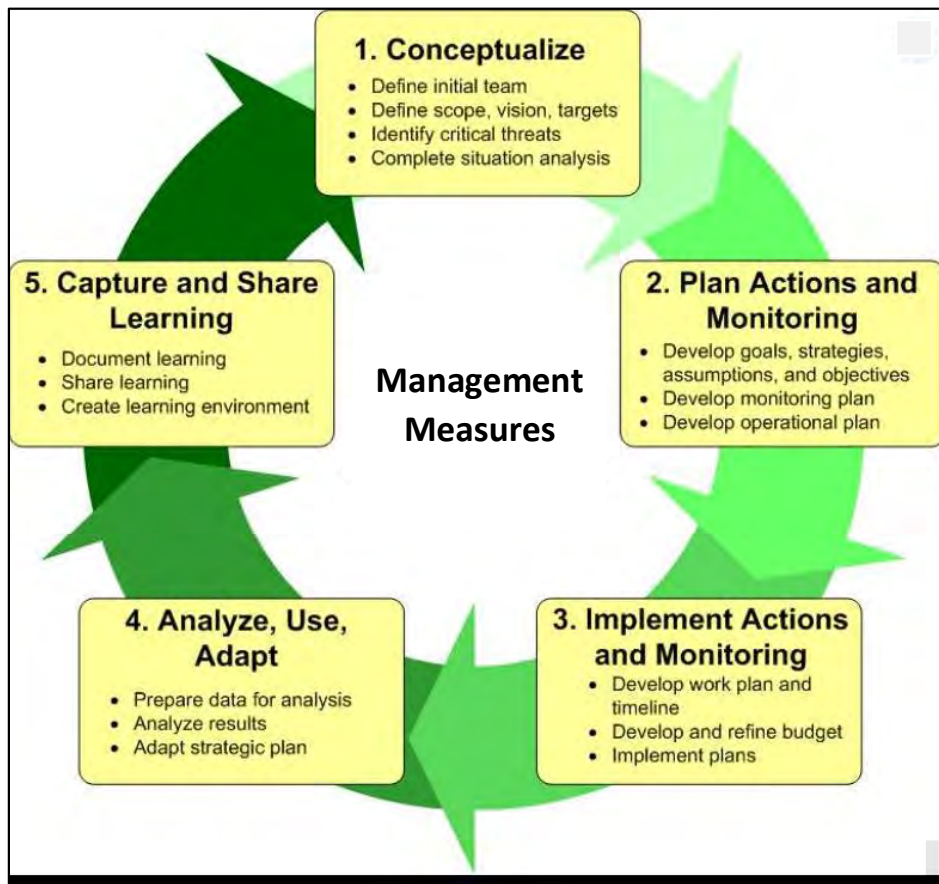 1. Conceptualize
• Define initial team
• Define scope, vision, targets
• Identify critical threats
• Complete situation analysis
2. Plan Actions and
Monitoring
• Develop goals, strategies,
assumptions, and objectives
• Develop monitoring plan
• Develop operational plan
3. Implement Actions
and Monitoring
• Develop work plan and
timeline
• Develop and refine budget
• Implement plans
4. Analyze, Use,
Adapt
• Prepare data for analysis
• Analyze results
• Adapt strategic plan
5. Capture and Share
Learning
• Document learning
• Share learning
• Create learning environment
Management
Measures